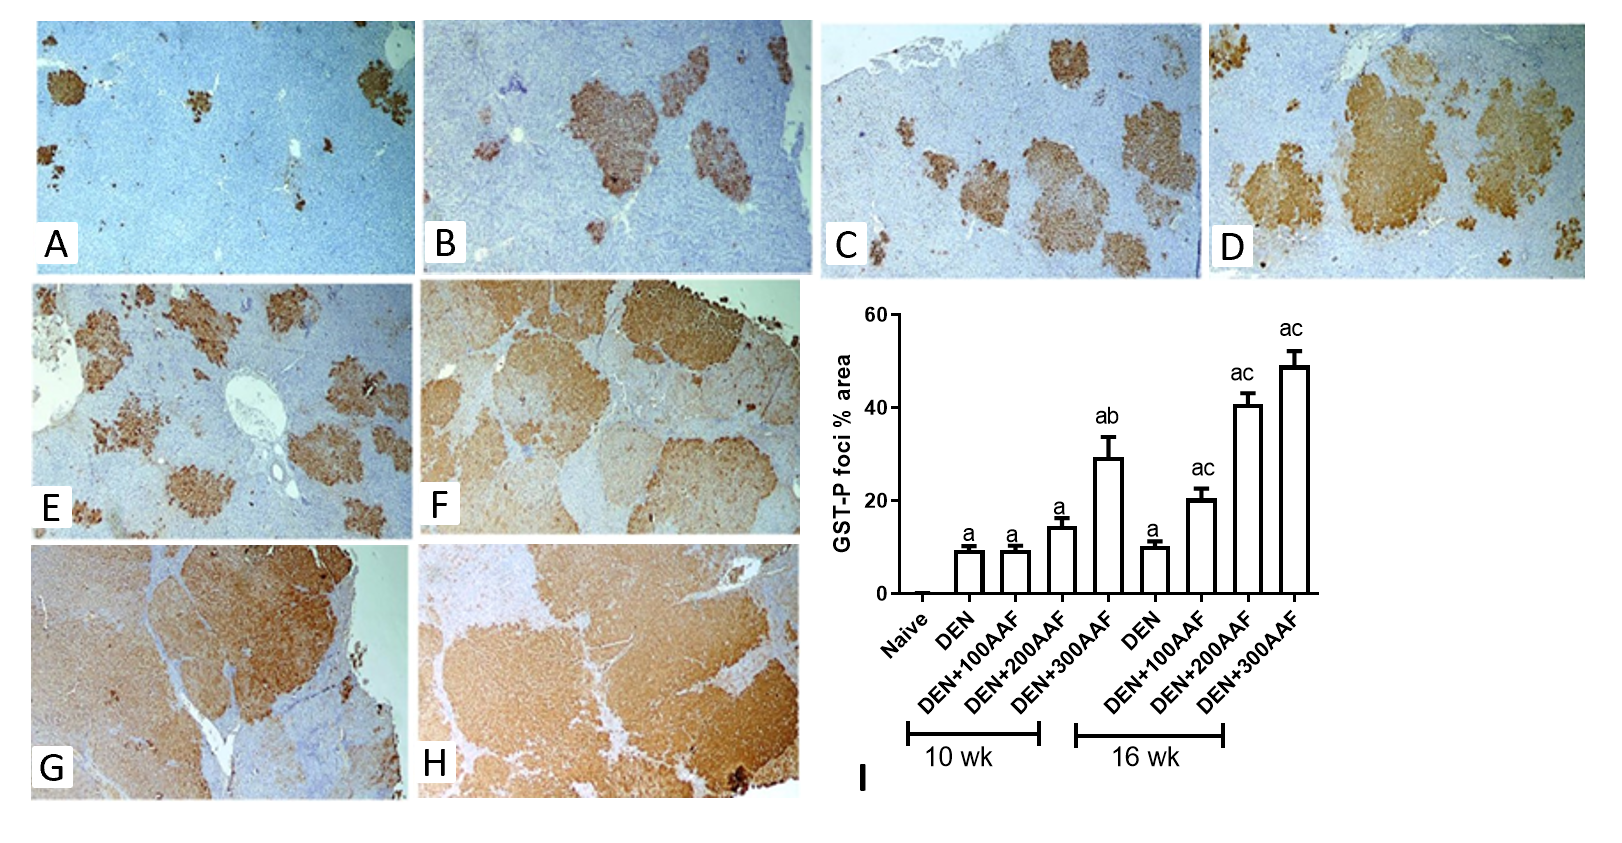 A
B
C
D
E
F
G
H
GST-P foci % area
60
40
20
0
a
a
a
ab
a
ac
ac
ac
Naive
DEN
DEN+100AAF
DEN+200AAF
DEN+300AAF
DEN
DEN+100AAF
DEN+200AAF
DEN+300AAF
10 wk
16 wk
I